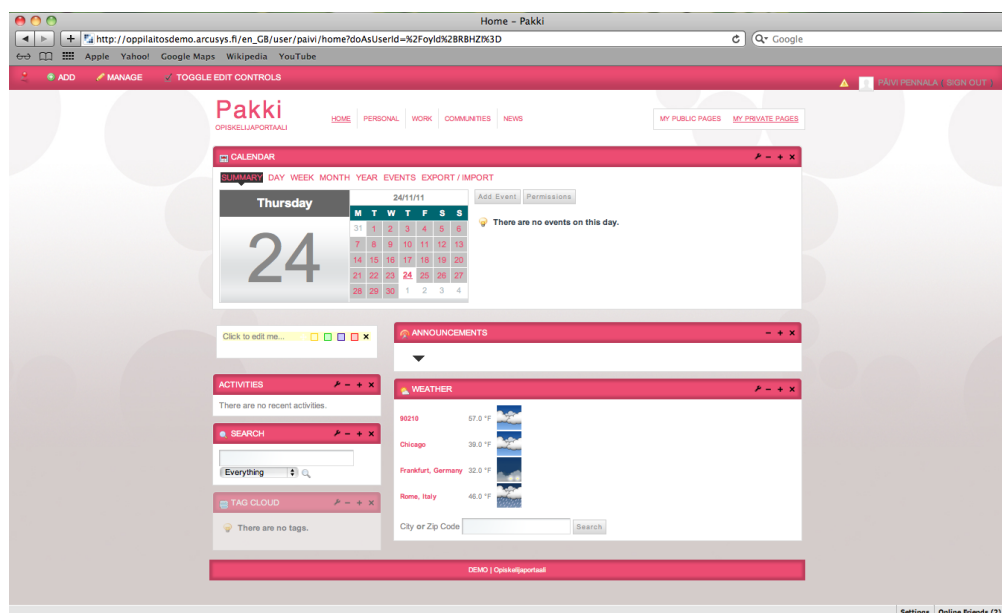 Home – Pakki
http://oppilaitosdemo.arcusys.fi/en_GB/user/paivi/home?doAsUserId=%2FoyId%2BRBHZI%3D
Google
Apple Yahoo! Google Maps Wikipedia YouTube
ADD MANAGE TOGGLE EDIT CONTROLS
PÄIVI PENNALA (SIGN OUT)
Pakki
OPISKELIJAPORTAALI
HOME PERSONAL WORK COMMUNITIES NEWS
MY PUBLIC PAGES MY PRIVATE PAGES
CALENDAR
SUMMARY DAY WEEK MONTH YEAR EVENTS EXPORT / IMPORT
Thursday
24
24/11/11
M T W T F S S
31 1 2 3 4 5 6
7 8 9 10 11 12 13
14 15 16 17 18 19 20
21 22 23 24 25 26 27
28 29 30 1 2 3 4
Add Event Permissions
There are no events on this day.
Click to edit me...
ACTIVITIES
There are no recent activities.
SEARCH
Everything
TAG CLOUD
There are no tags.
ANNOUNCEMENTS
WEATHER
90210 57.0 °F
Chicago 39.0 °F
Frankfurt, Germany 32.0 °F
Rome, Italy 46.0 °F
City or Zip Code Search
DEMO | Opiskelijaportaali
Settings Online Friends (2)